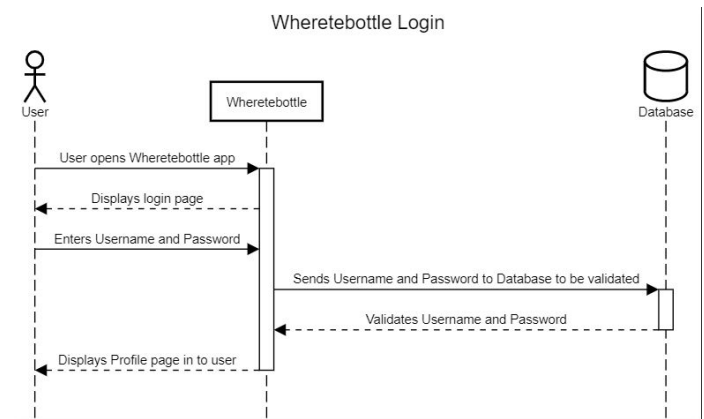 Wheretebottle Login
User
Wheretebottle
Database
User opens Wheretebottle app
Displays login page
Enters Username and Password
Sends Username and Password to Database to be validated
Validates Username and Password
Displays Profile page in to user